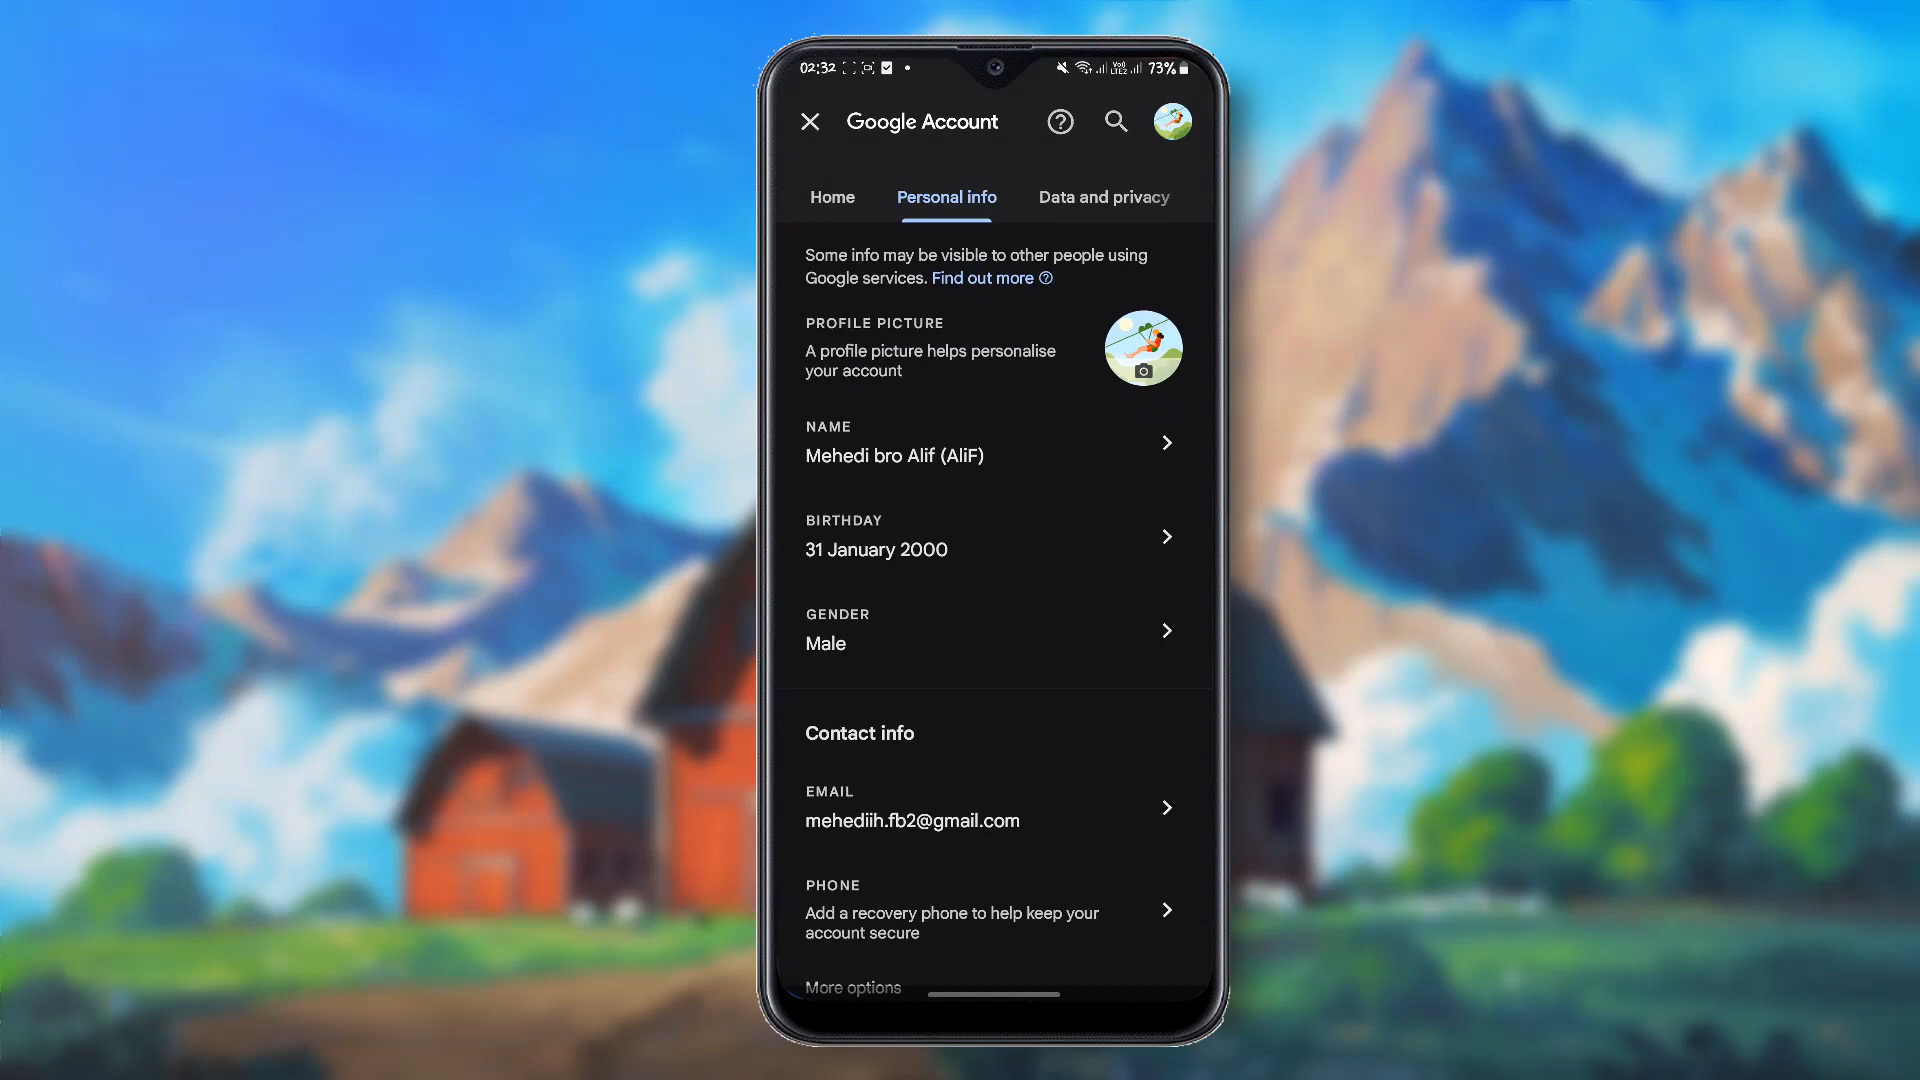 02:32
Vo)) LTE2 73%
Google Account
Home Personal info Data and privacy
Some info may be visible to other people using
Google services. Find out more
PROFILE PICTURE
A profile picture helps personalise
your account
NAME
Mehedi bro Alif (AliF)
BIRTHDAY
31 January 2000
GENDER
Male
Contact info
EMAIL
mehediih.fb2@gmail.com
PHONE
Add a recovery phone to help keep your
account secure
More options